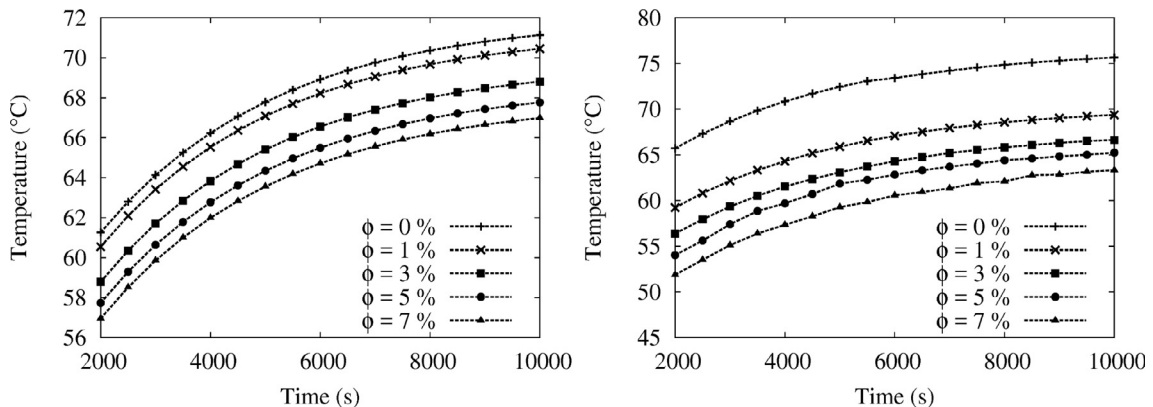 Temperature (°C)
72
70
68
66
64
62
60
58
56
ϕ = 0 %
ϕ = 1 %
ϕ = 3 %
ϕ = 5 %
ϕ = 7 %
2000 4000 6000 8000 10000
Time (s)
Temperature (°C)
80
75
70
65
60
55
50
45
ϕ = 0 %
ϕ = 1 %
ϕ = 3 %
ϕ = 5 %
ϕ = 7 %
2000 4000 6000 8000 10000
Time (s)